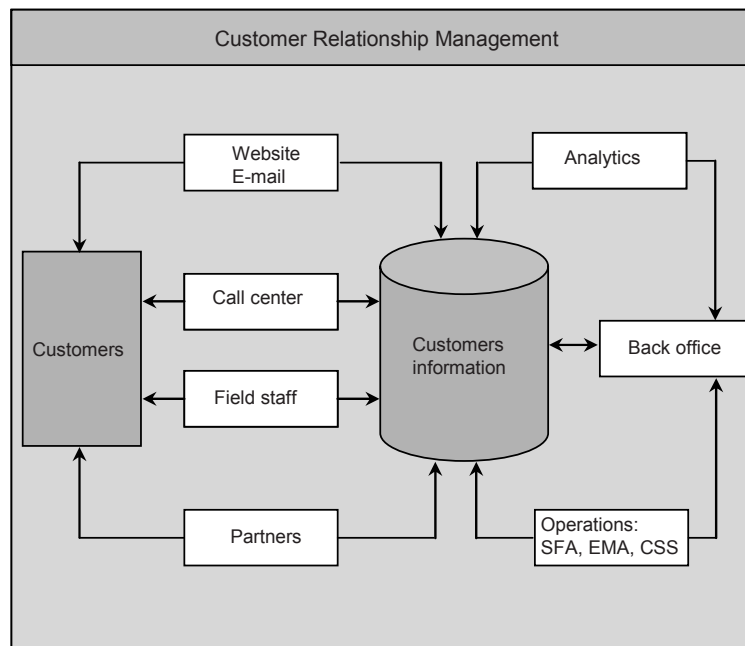 Customer Relationship Management
Website
E-mail
Analytics
Call center
Customers
Customers
information
Back office
Field staff
Partners
Operations:
SFA, EMA, CSS